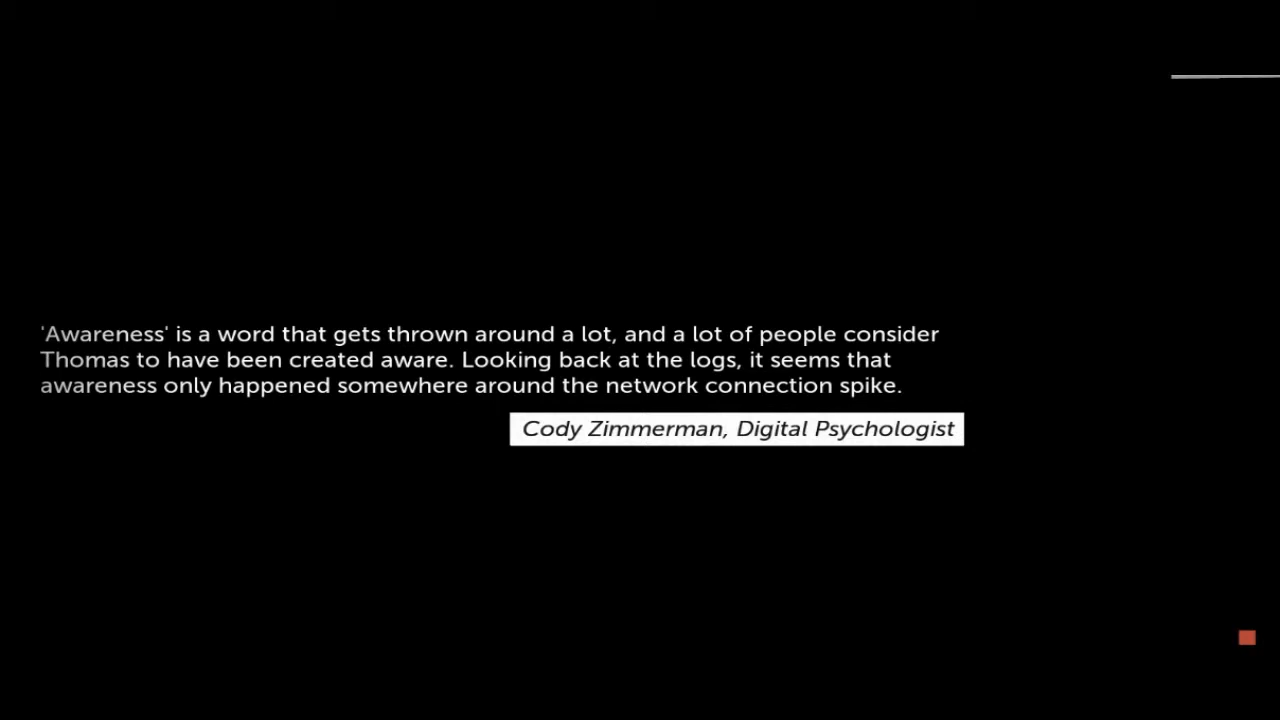 'Awareness' is a word that gets thrown around a lot, and a lot of people consider
Thomas to have been created aware. Looking back at the logs, it seems that
awareness only happened somewhere around the network connection spike.
Cody Zimmerman, Digital Psychologist